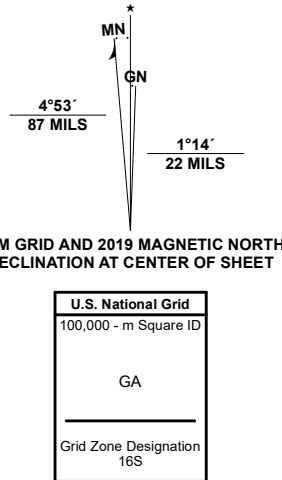 ★
MN
GN
4°53´
87 MILS
1°14´
22 MILS
M GRID AND 2019 MAGNETIC NORTH
ECLINATION AT CENTER OF SHEET
U.S. National Grid
100,000 - m Square ID
GA
Grid Zone Designation
16S